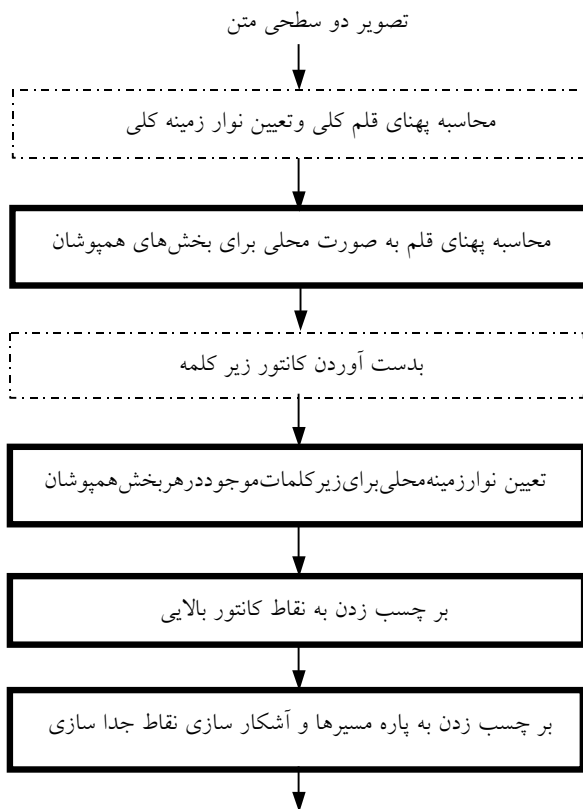 تصویر دو سطحی متن
محاسبه پهنای قلم کلی وتعیین نوار زمینه کلی
محاسبه پهنای قلم به صورت محلی برای بخش‌های همپوشان
بدست آوردن کانتور زیر کلمه
تعیین نوارزمینه‌محلی‌برای‌زیرکلمات‌موجوددرهربخش‌همپوشان
بر چسب زدن به نقاط کانتور بالایی
بر چسب زدن به پاره مسیرها و آشکار سازی نقاط جدا سازی